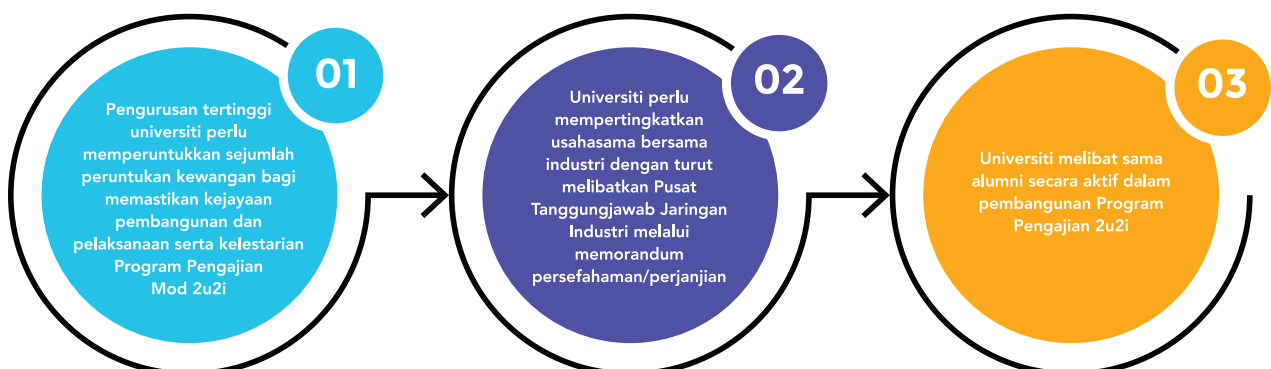 01
Pengurusan tertinggi
universiti perlu
memperuntukkan sejumlah
peruntukan kewangan bagi
memastikan kejayaan
pembangunan dan
pelaksanaan serta kelestarian
Program Pengajian
Mod 2u2i
02
Universiti perlu
mempertingkatkan
usahasama bersama
industri dengan turut
melibatkan Pusat
Tanggungjawab Jaringan
Industri melalui
memorandum
persefahaman/perjanjian
03
Universiti melibat sama
alumni secara aktif dalam
pembangunan Program
Pengajian 2u2i